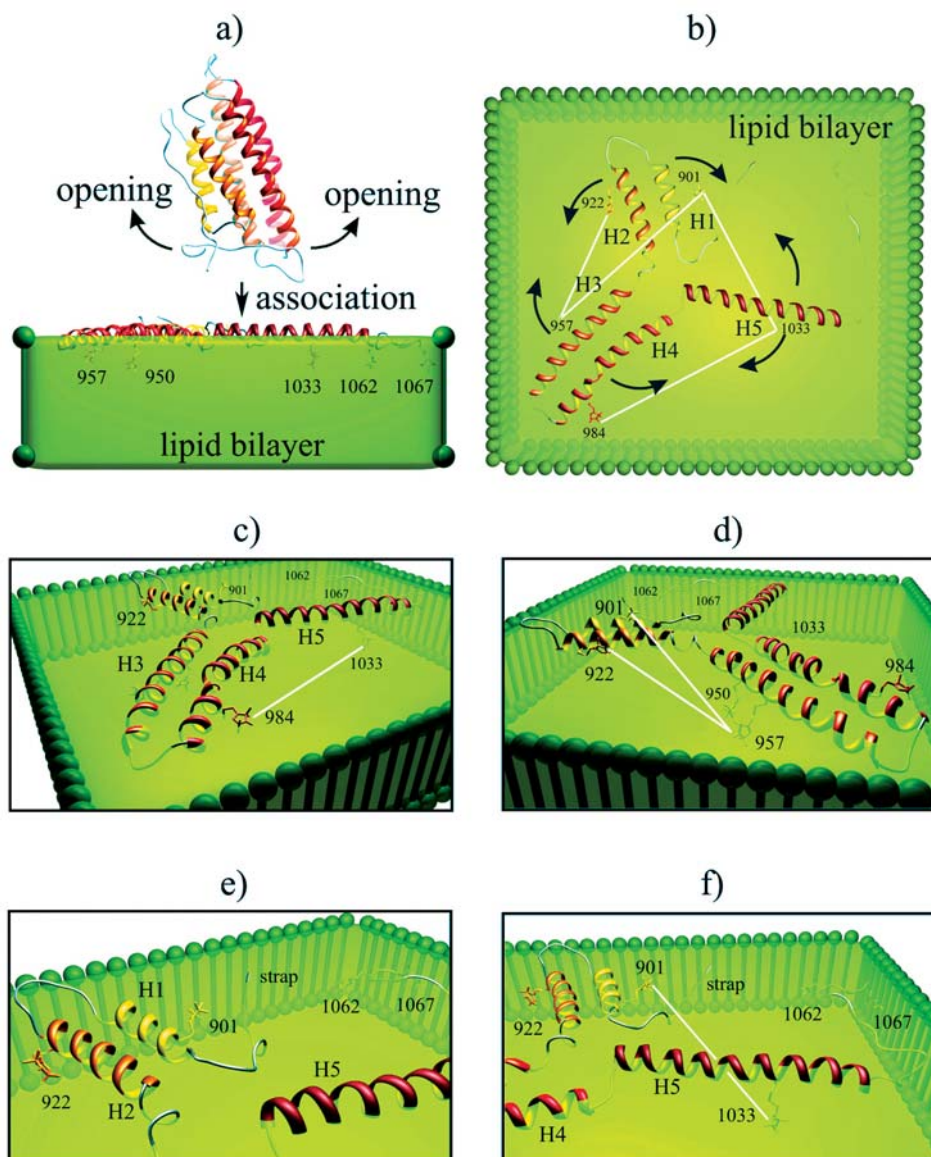 a)
opening
opening
association
957
950
1033
1062
1067
lipid bilayer
b)
lipid bilayer
901
922
H2
H1
H3
957
H5
1033
H4
984
c)
901
1062
1067
922
H5
H3
H4
1033
984
d)
901
1062
1067
1033
922
984
950
957
e)
H1
strap
1062
1067
901
922
H2
H5
f)
901
strap
1062
1067
922
H5
H4
1033